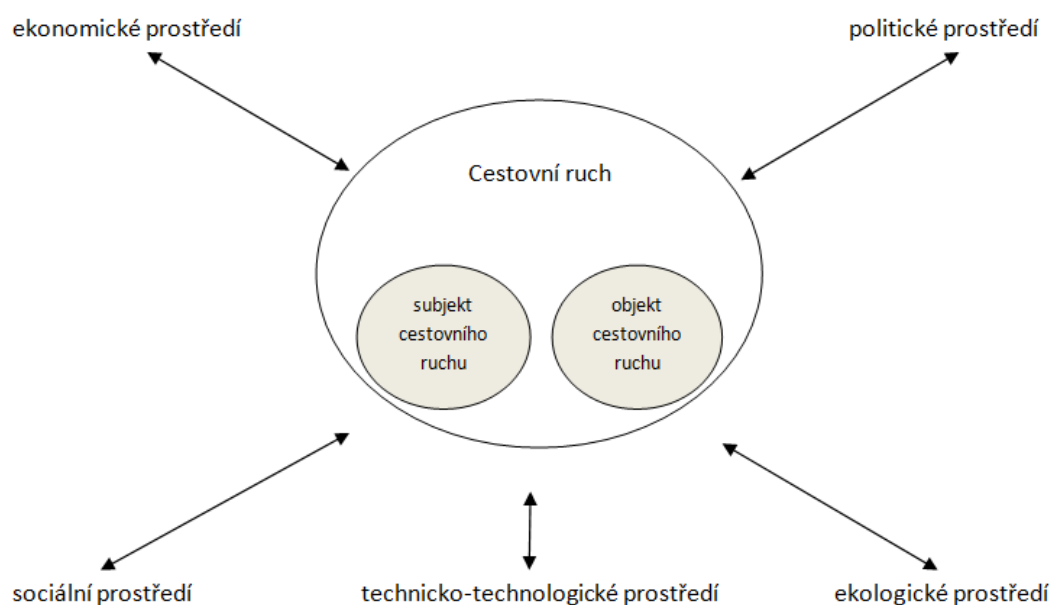 ekonomické prostředí
politické prostředí
Cestovní ruch
subjekt
cestovního
ruchu
objekt
cestovního
ruchu
sociální prostředí
technicko-technologické prostředí
ekologické prostředí